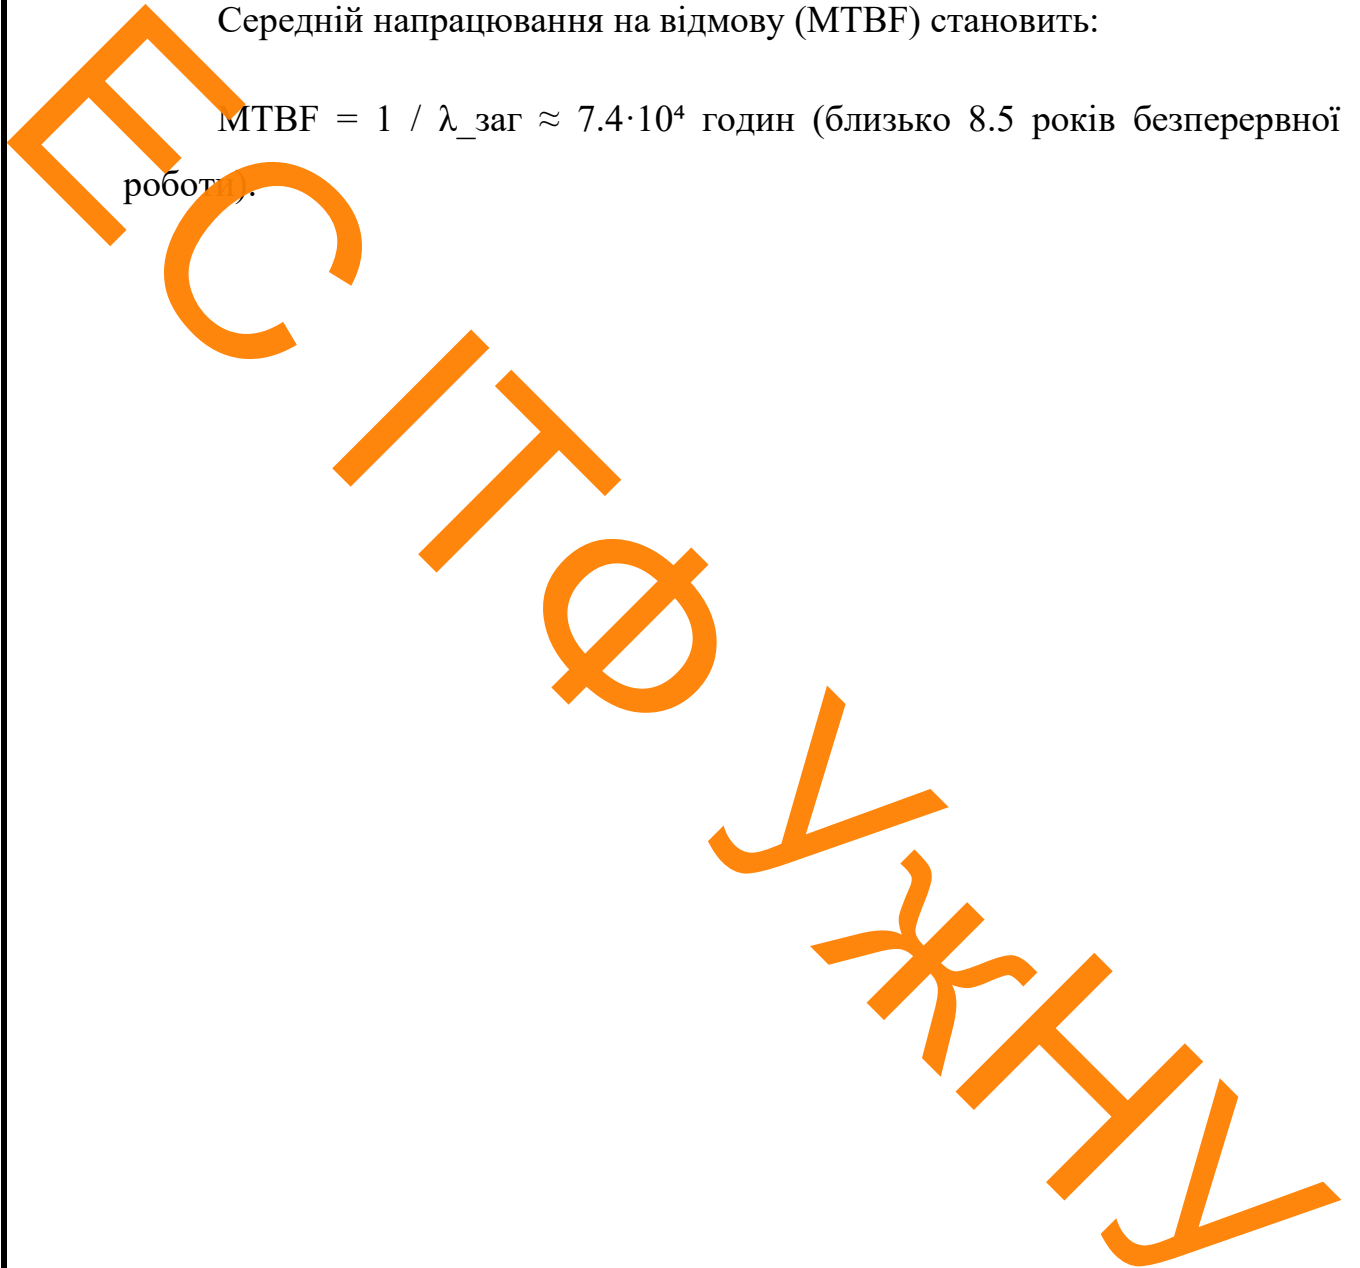 Середній напрацювання на відмову (MTBF) становить:
MTBF = 1 / λ_заг ≈ 7.4·10⁴ годин (близько 8.5 років безперервної
роботи).
ЕС ІТФ УжНУ